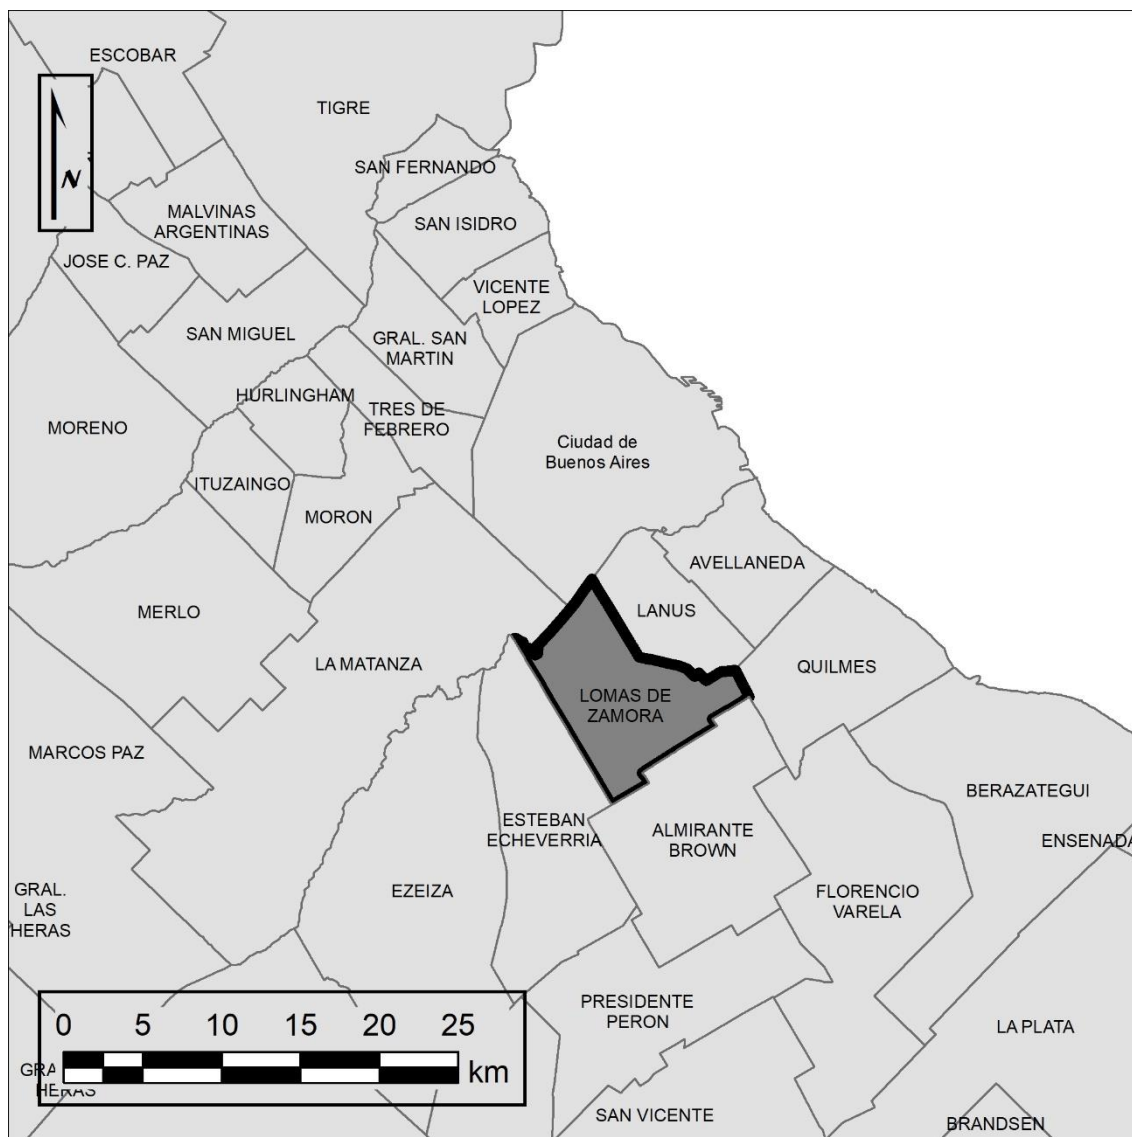 ESCOBAR
TIGRE
SAN FERNANDO
N
MALVINAS
ARGENTINAS
SAN ISIDRO
JOSE C. PAZ
VICENTE
LOPEZ
SAN MIGUEL
GRAL. SAN
MARTIN
HURLINGHAM
TRES DE
FEBRERO
MORENO
Ciudad de
Buenos Aires
ITUZAINGO
MORON
AVELLANEDA
MERLO
LANUS
LA MATANZA
QUILMES
LOMAS DE
ZAMORA
MARCOS PAZ
BERAZATEGUI
ESTEBAN
ECHEVERRIA
ALMIRANTE
BROWN
ENSENADA
GRAL.
LAS
HERAS
EZEIZA
FLORENCIO
VARELA
PRESIDENTE
PERON
LA PLATA
0 5 10 15 20 25
km
GRA
HERAS
SAN VICENTE
BRANDSEN